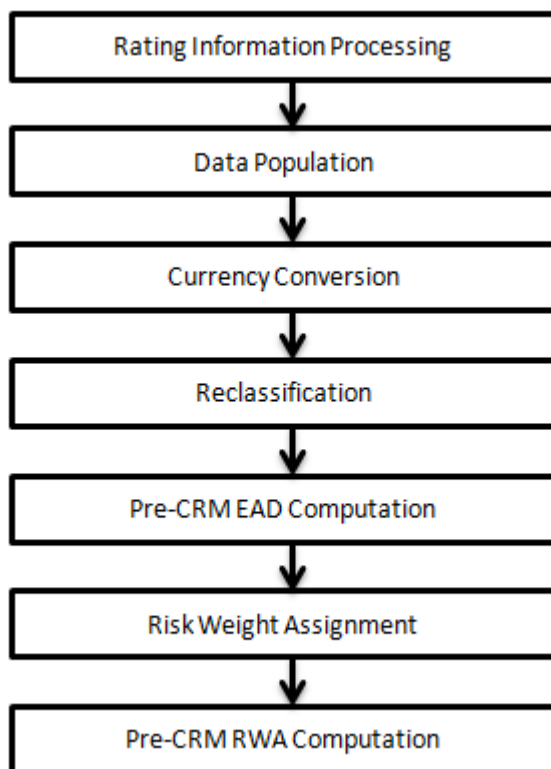 Rating Information Processing
Data Population
Currency Conversion
Reclassification
Pre-CRM EAD Computation
Risk Weight Assignment
Pre-CRM RWA Computation